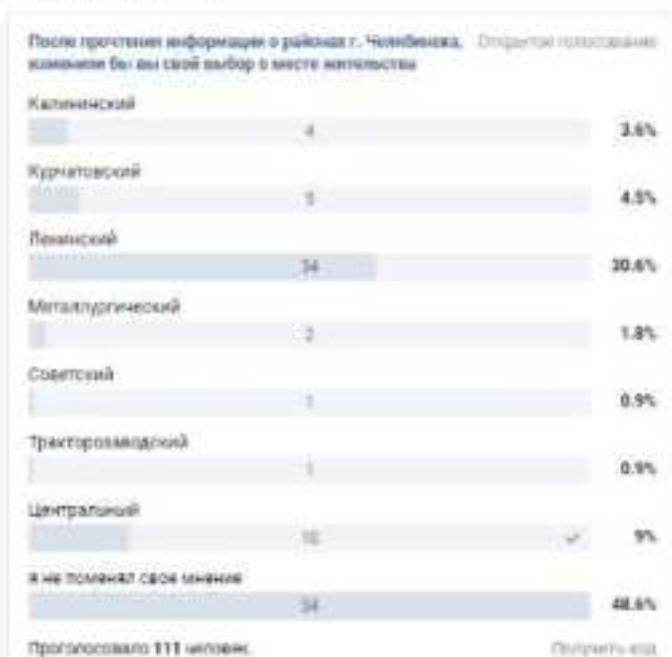 После прочтения информации о районах г. Челябинска, Открытое голосование
изменили бы вы свой выбор о месте жительства
Калининский
4 3.6%
Курчатовский
5 4.5%
Ленинский
34 30.6%
Металлургический
2 1.8%
Советский
1 0.9%
Тракторозаводский
1 0.9%
Центральный
10 9%
я не поменял свое мнение
54 48.6%
Проголосовало 111 человек. Получить код